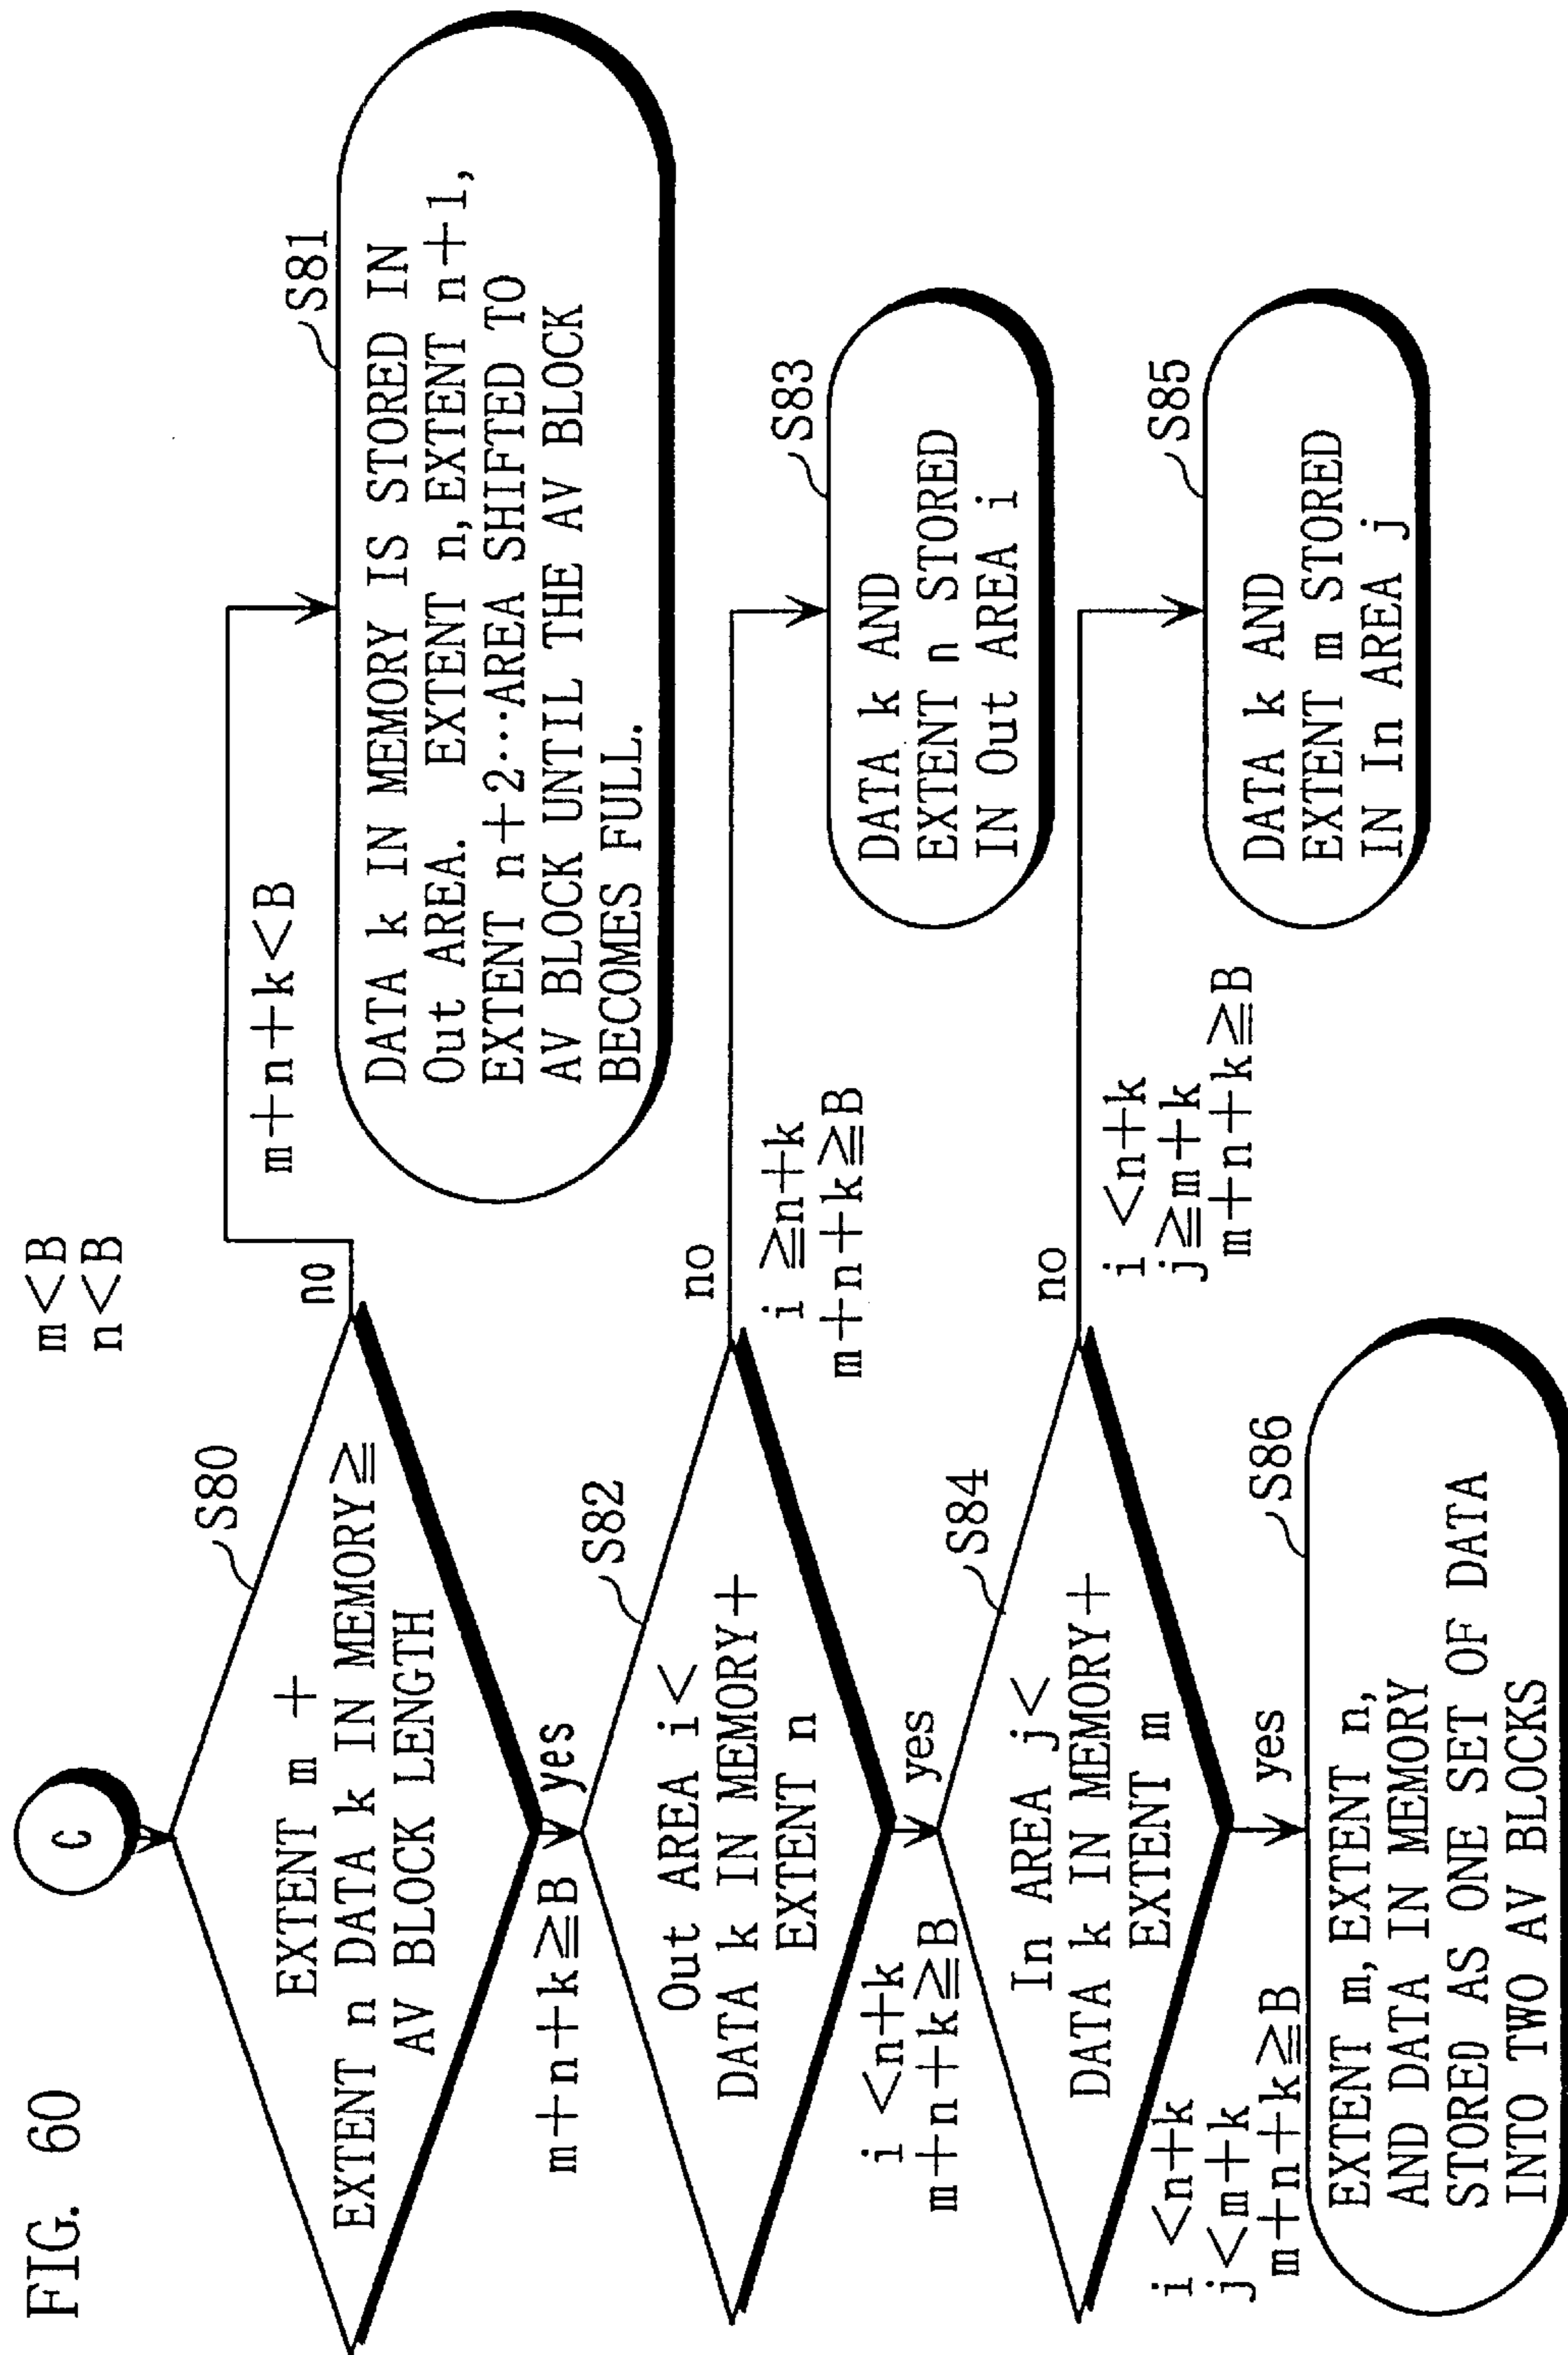 FIG. 60
m<B
n<B
C
S80
EXTENT m +
EXTENT n DATA k IN MEMORY≧
AV BLOCK LENGTH
no
m+n+k<B
S81
DATA k IN MEMORY IS STORED IN
Out AREA. EXTENT n, EXTENT n+1,
EXTENT n+2···AREA SHIFTED TO
AV BLOCK UNTIL THE AV BLOCK
BECOMES FULL.
m+n+k≧B
yes
S82
Out AREA i<
DATA k IN MEMORY+
EXTENT n
no
i ≧n+k
m+n+k≧B
S83
DATA k AND
EXTENT n STORED
IN Out AREA i
i <n+k
m+n+k≧B
yes
S84
In AREA j<
DATA k IN MEMORY+
EXTENT m
no
i <n+k
j≧m+k
m+n+k≧B
S85
DATA k AND
EXTENT m STORED
IN In AREA j
i <n+k
j<m+k
m+n+k≧B
yes
S86
EXTENT m, EXTENT n,
AND DATA IN MEMORY
STORED AS ONE SET OF DATA
INTO TWO AV BLOCKS